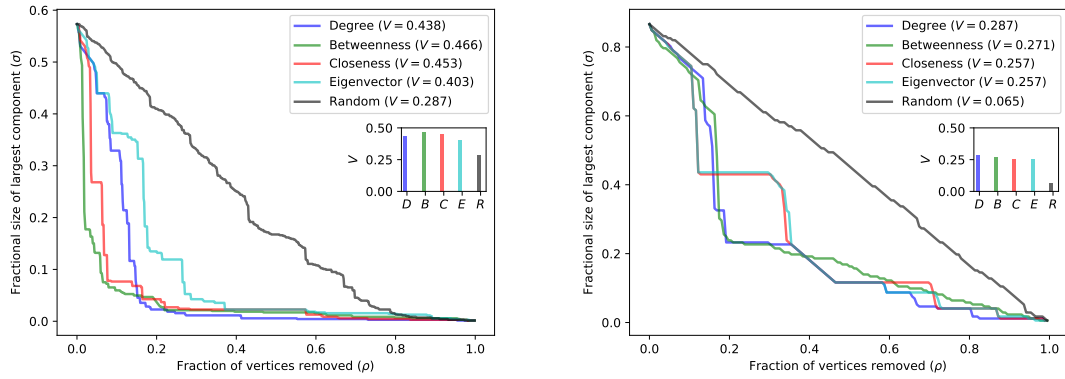 Fractional size of largest component (σ)
0.6
0.5
0.4
0.3
0.2
0.1
0.0
Degree (V = 0.438)
Betweenness (V = 0.466)
Closeness (V = 0.453)
Eigenvector (V = 0.403)
Random (V = 0.287)
V
0.50
0.25
0.00
D B C E R
0.0 0.2 0.4 0.6 0.8 1.0
Fraction of vertices removed (ρ)
Fractional size of largest component (σ)
0.8
0.6
0.4
0.2
0.0
Degree (V = 0.287)
Betweenness (V = 0.271)
Closeness (V = 0.257)
Eigenvector (V = 0.257)
Random (V = 0.065)
V
0.50
0.25
0.00
D B C E R
0.0 0.2 0.4 0.6 0.8 1.0
Fraction of vertices removed (ρ)